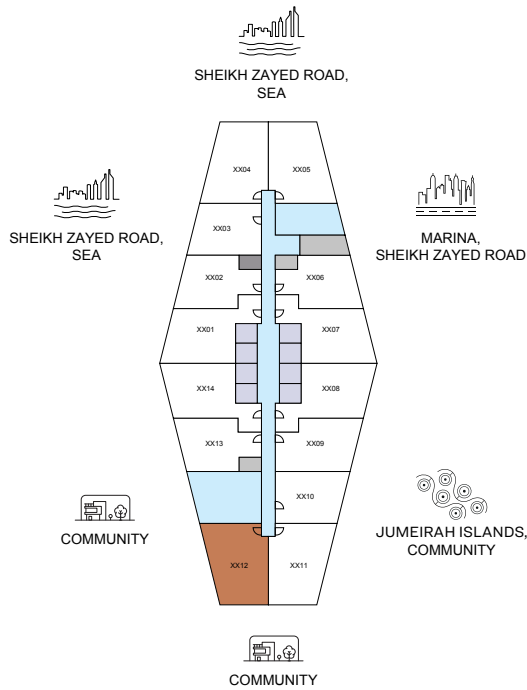 SHEIKH ZAYED ROAD,
SEA
XX04
XX05
SHEIKH ZAYED ROAD,
SEA
XX03
MARINA,
SHEIKH ZAYED ROAD
XX02
XX06
XX01
XX07
XX14
XX08
XX13
XX09
XX10
COMMUNITY
JUMEIRAH ISLANDS,
COMMUNITY
XX12
XX11
COMMUNITY